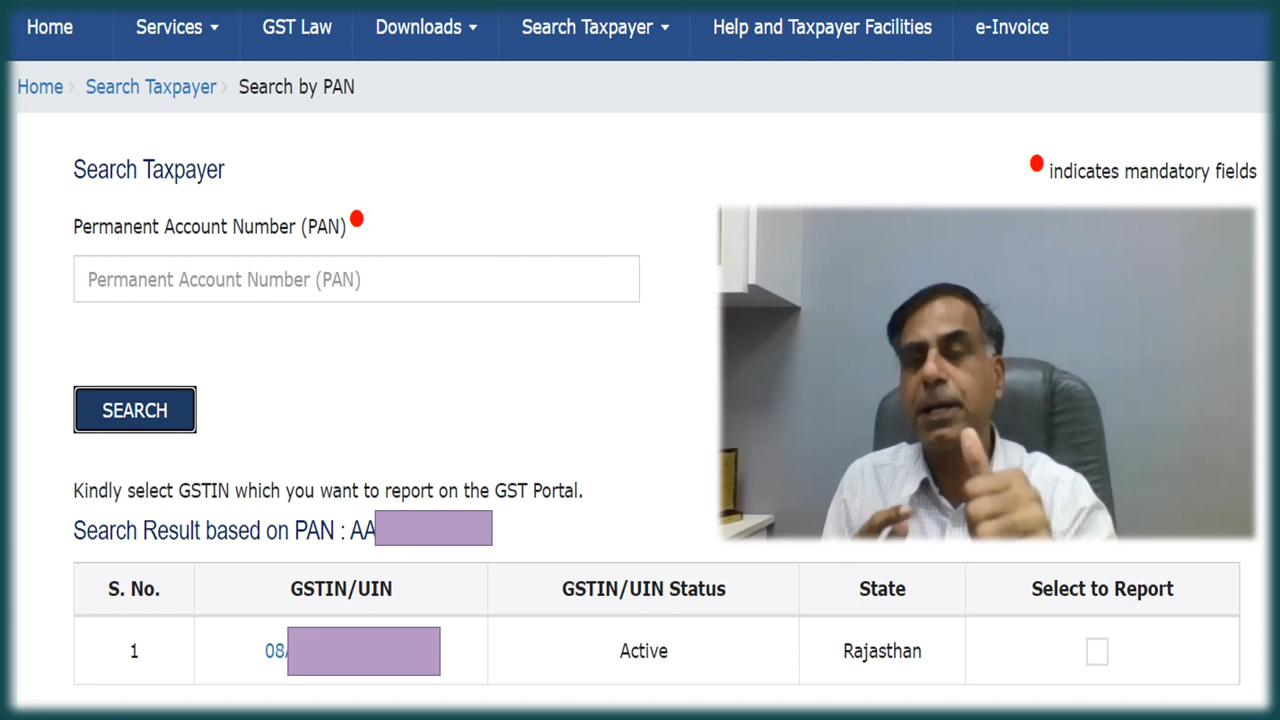 Home Services GST Law Downloads Search Taxpayer Help and Taxpayer Facilities e-Invoice
Home Search Taxpayer Search by PAN
Search Taxpayer
indicates mandatory fields
Permanent Account Number (PAN)
Permanent Account Number (PAN)
SEARCH
Kindly select GSTIN which you want to report on the GST Portal.
Search Result based on PAN : AA
S. No. GSTIN/UIN GSTIN/UIN Status State Select to Report
1 08 Active Rajasthan